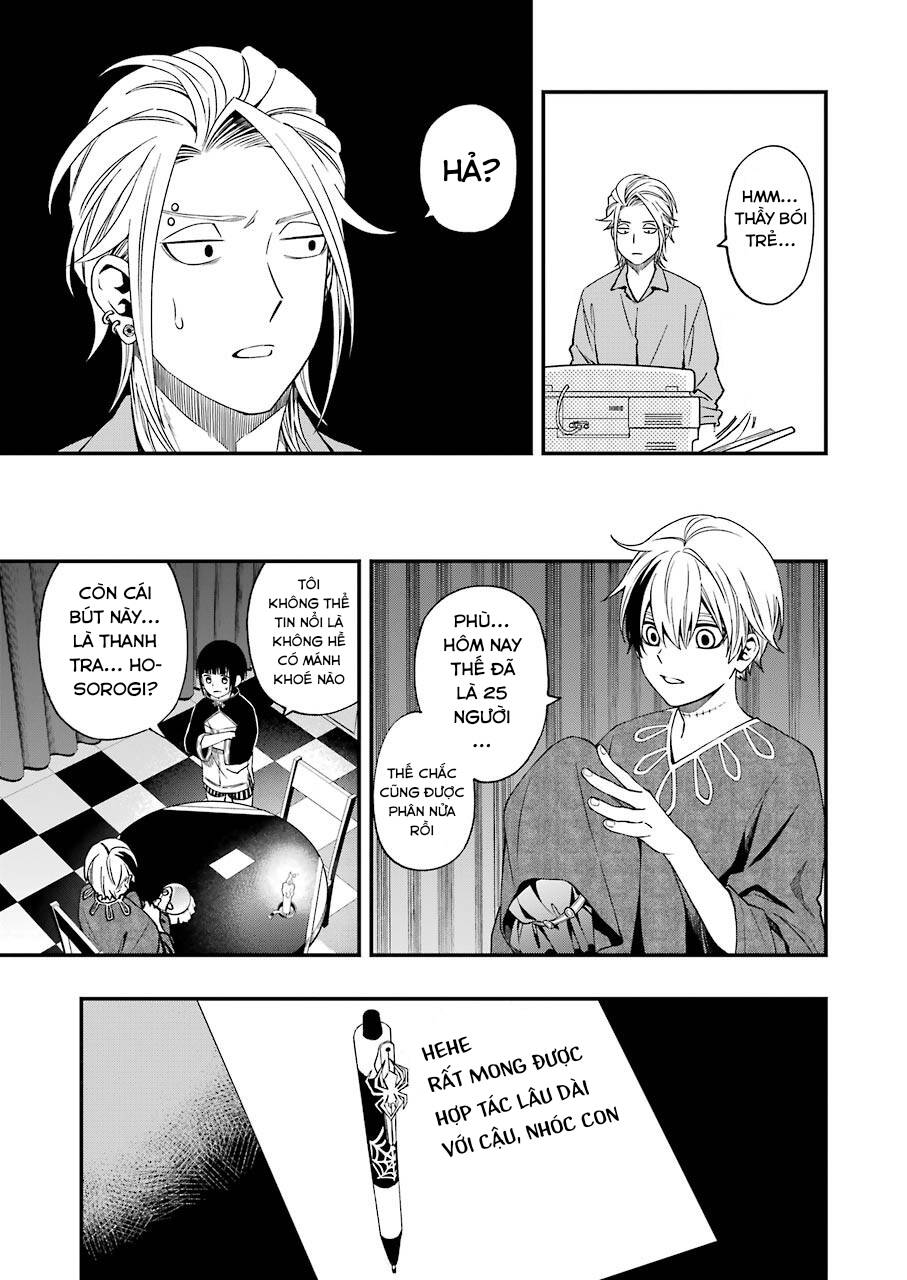 HMM...
THẦY BÓI
TRẺ...
HẢ?
PHÙ...
HÔM NAY
THẾ ĐÃ
LÀ 25
NGƯỜI
...
THẾ CHẮC
CŨNG ĐƯỢC
PHÂN NỬA
RỒI
TÔI
KHÔNG THỂ
TIN NỔI LÀ
KHÔNG HỀ
CÓ MÁNH
KHOÉ NÀO
CÒN CÁI
BÚT NÀY...
LÀ THANH
TRA... HO-
SOROGI?
HEHE
RẤT MONG ĐƯỢC
HỢP TÁC LÂU DÀI
VỚI CẬU, NHÓC CON